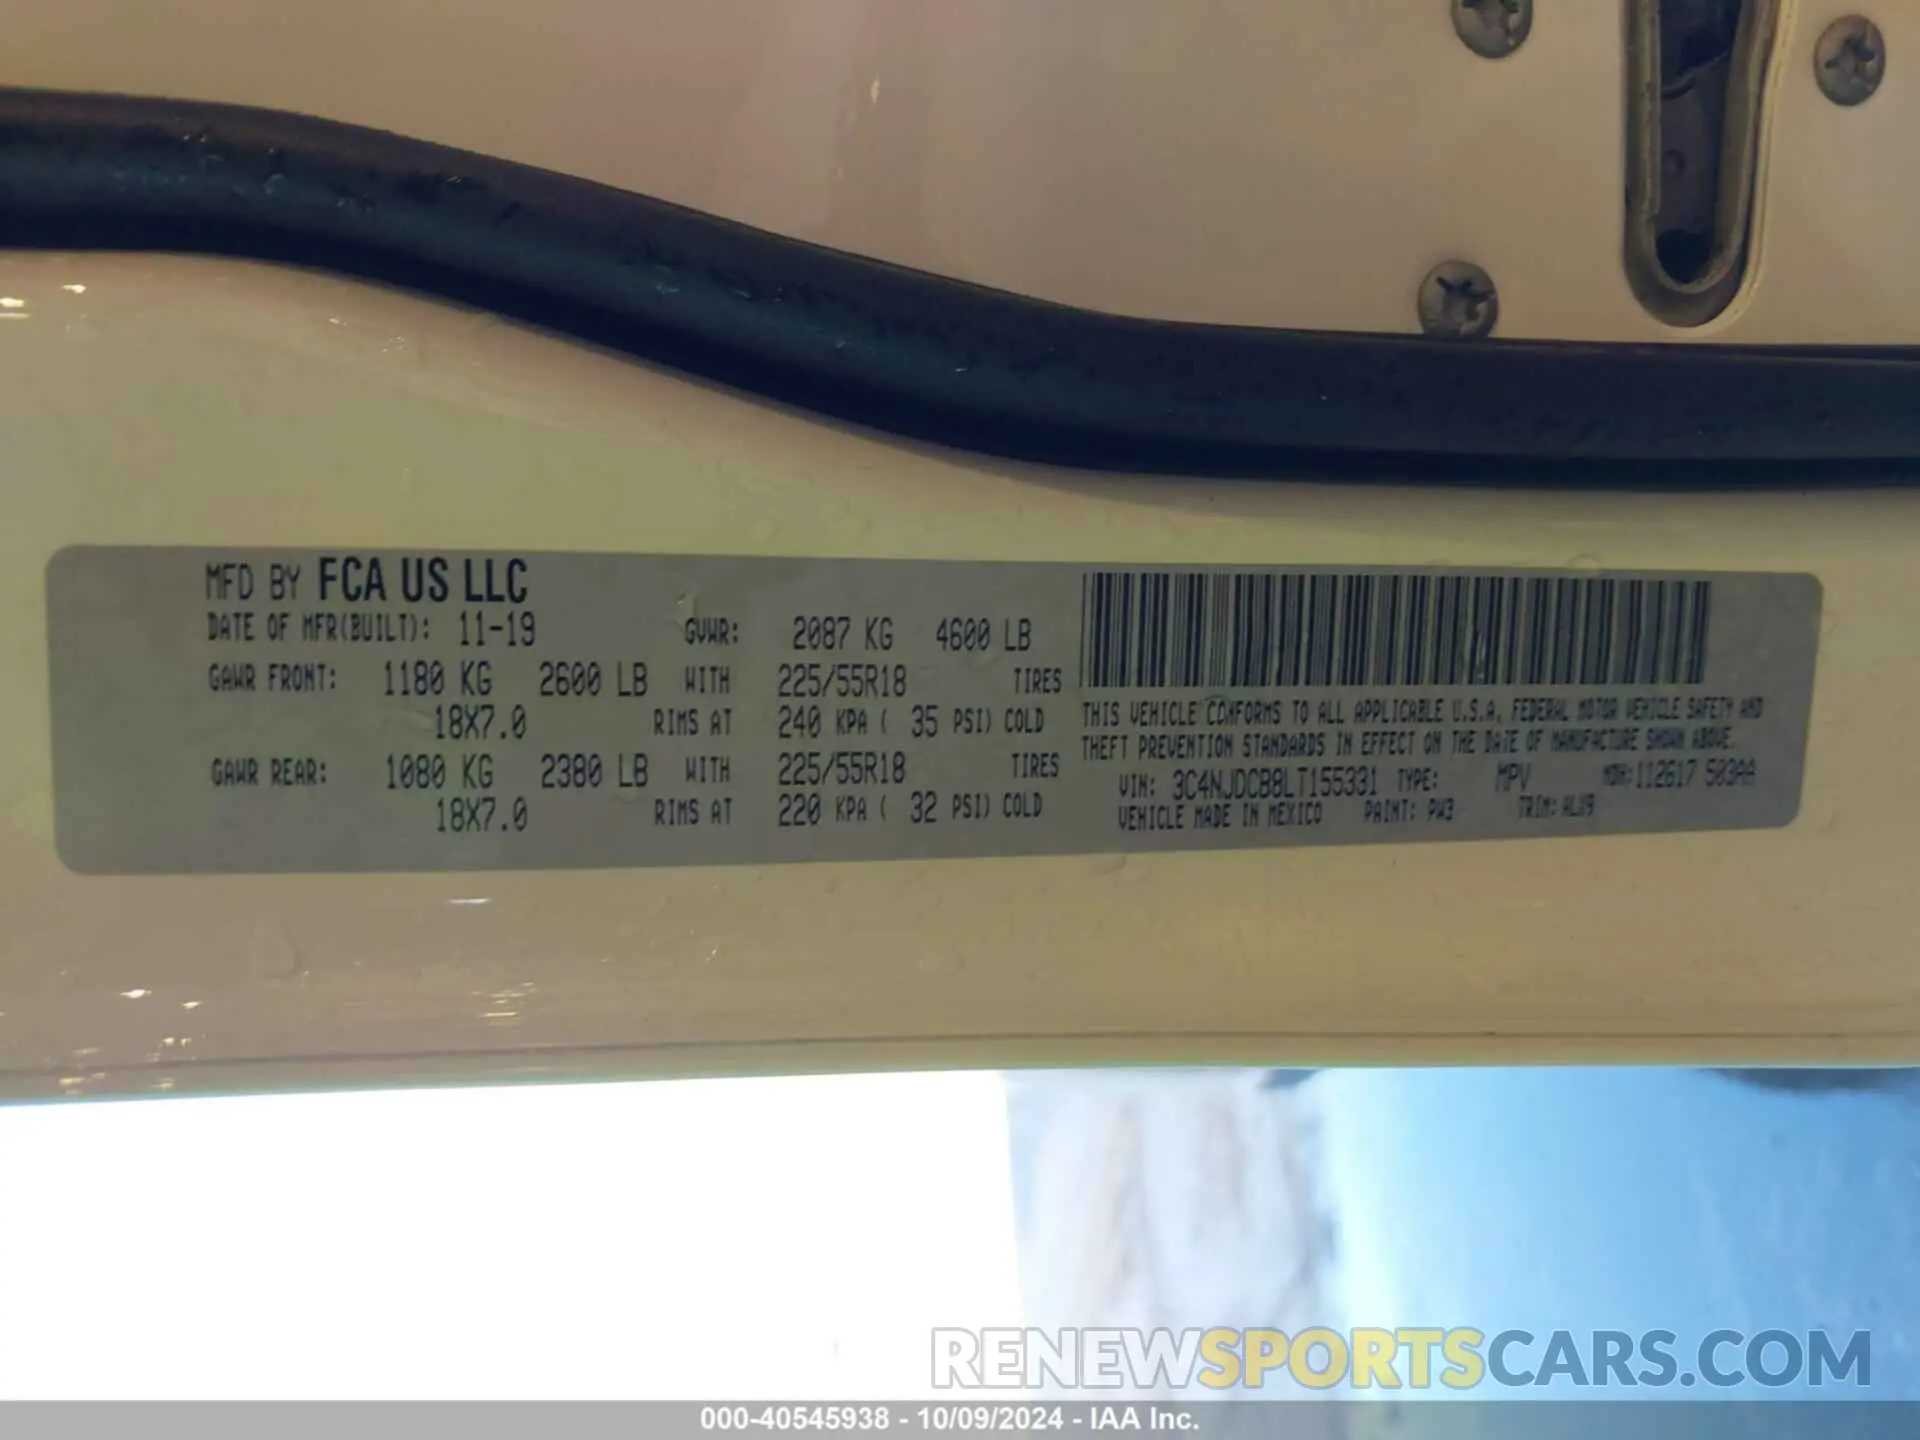 MFD BY FCA US LLC
DATE OF MFR(BUILT): 11-19 GVWR: 2087 KG 4600 LB
GAWR FRONT: 1180 KG 2600 LB WITH 225/55R18 TIRES
18X7.0 RIMS AT 240 KPA ( 35 PSI) COLD
GAWR REAR: 1080 KG 2380 LB WITH 225/55R18 TIRES
18X7.0 RIMS AT 220 KPA ( 32 PSI) COLD
THIS VEHICLE CONFORMS TO ALL APPLICABLE U.S.A. FEDERAL MOTOR VEHICLE SAFETY AND
THEFT PREVENTION STANDARDS IN EFFECT ON THE DATE OF MANUFACTURE SHOWN ABOVE.
VIN: 3C4NJDCB8LT155331 TYPE: MPV MDH:112617 503AA
VEHICLE MADE IN MEXICO PAINT: PW3 TRIM: ALX9
RENEWSPORTSCARS.COM
000-40545938 - 10/09/2024 - IAA Inc.